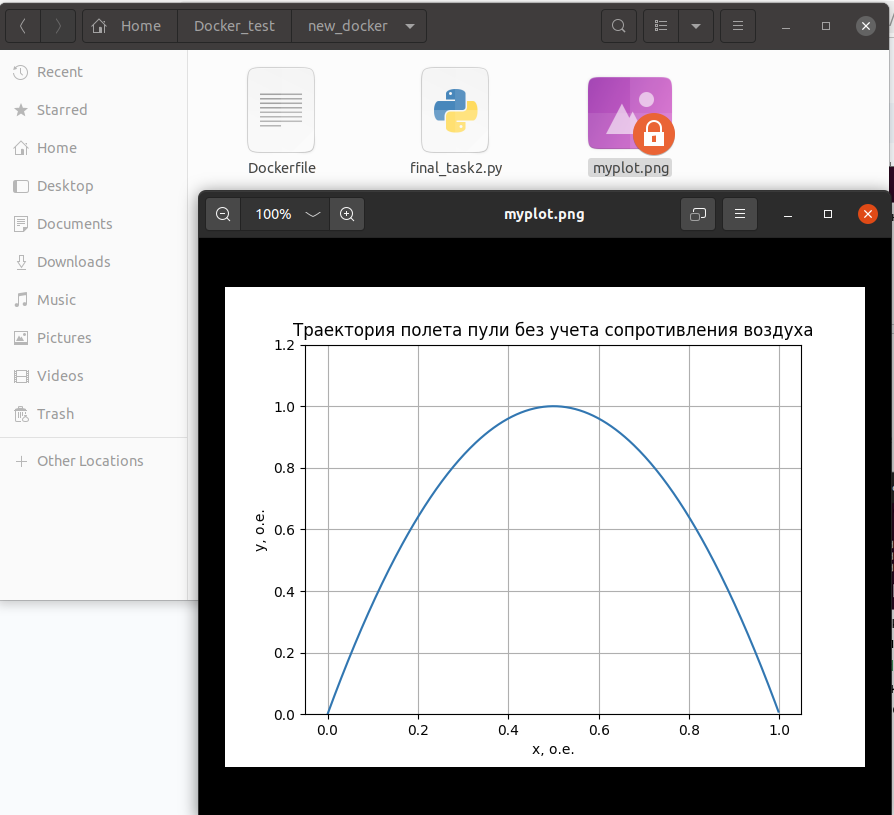 Home Docker_test new_docker
Recent
Starred
Home
Desktop
Documents
Downloads
Music
Pictures
Videos
Trash
Other Locations
Dockerfile
final_task2.py
myplot.png
100%
myplot.png
Траектория полета пули без учета сопротивления воздуха
1.2
1.0
0.8
0.6
0.4
0.2
0.0
y, о.е.
0.0 0.2 0.4 0.6 0.8 1.0
x, о.е.